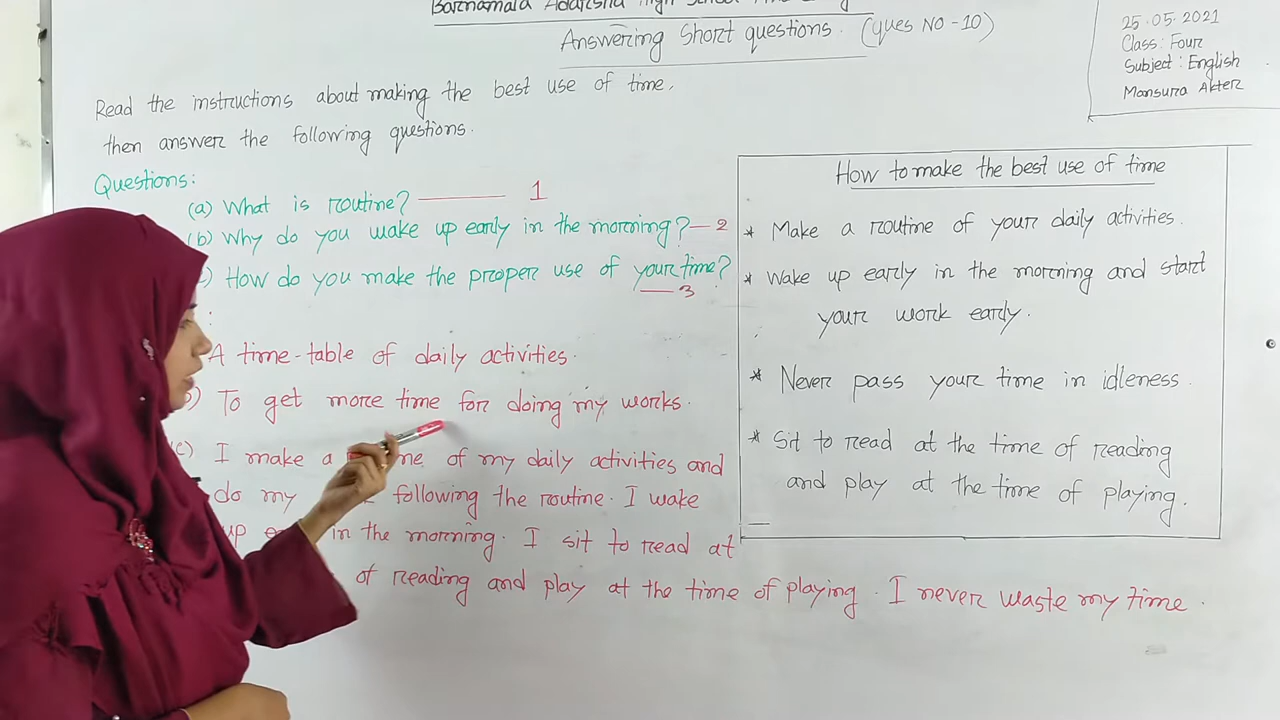 Barnamala Adarsha High School
Answering Short questions. (Ques NO -10)
25.05.2021
Class: Four
Subject: English
Mansura Akter
Read the instructions about making the best use of time,
then answer the following questions.
Questions:
(a) What is routine? 1
(b) Why do you wake up early in the morning? 2
How do you make the proper use of your time?
3
A time-table of daily activities.
To get more time for doing my works.
(c) I make a of my daily activities and
do my following the routine. I wake
up in the morning. I sit to read at
of reading and play at the time of playing. I never waste my time.
How to make the best use of time
* Make a routine of your daily activities.
* Wake up early in the morning and start
your work early.
* Never pass your time in idleness.
* Sit to read at the time of reading
and play at the time of playing.